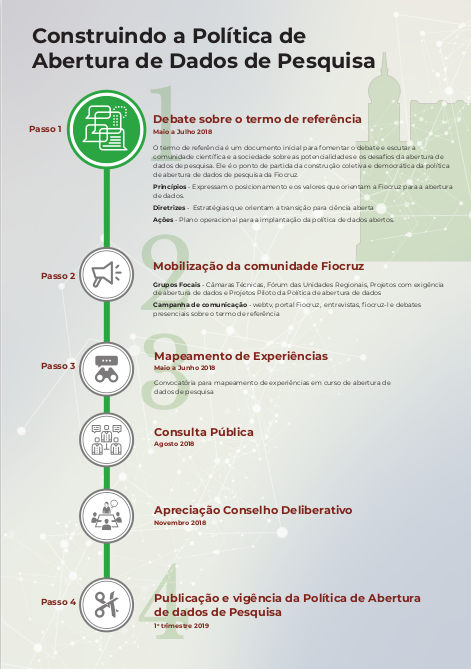 Construindo a Política de
Abertura de Dados de Pesquisa
1
Passo 1
Debate sobre o termo de referência
Maio a Julho 2018
O termo de referência é um documento inicial para fomentar o debate e escutar a
comunidade científica e a sociedade sobre as potencialidades e os desafios da abertura de
dados de pesquisa. Ele é o ponto de partida da construção coletiva e democrática da política
de abertura de dados de pesquisa da Fiocruz.
Princípios - Expressam o posicionamento e os valores que orientam a Fiocruz para a abertura
de dados.
Diretrizes - Estratégias que orientam a transição para ciência aberta
Ações - Plano operacional para a implantação da política de dados abertos.
2
Passo 2
Mobilização da comunidade Fiocruz
Grupos Focais - Câmaras Técnicas, Fórum das Unidades Regionais, Projetos com exigência
de abertura de dados e Projetos Piloto da Política de abertura de dados
Campanha de comunicação - webtv, portal Fiocruz, entrevistas, fiocruz-l e debates
presenciais sobre o termo de referência
3
Passo 3
Mapeamento de Experiências
Maio a Junho 2018
Convocatória para mapeamento de experiências em curso de abertura de
dados de pesquisa
Consulta Pública
Agosto 2018
Apreciação Conselho Deliberativo
Novembro 2018
4
Passo 4
Publicação e vigência da Política de Abertura
de dados de Pesquisa
1º trimestre 2019